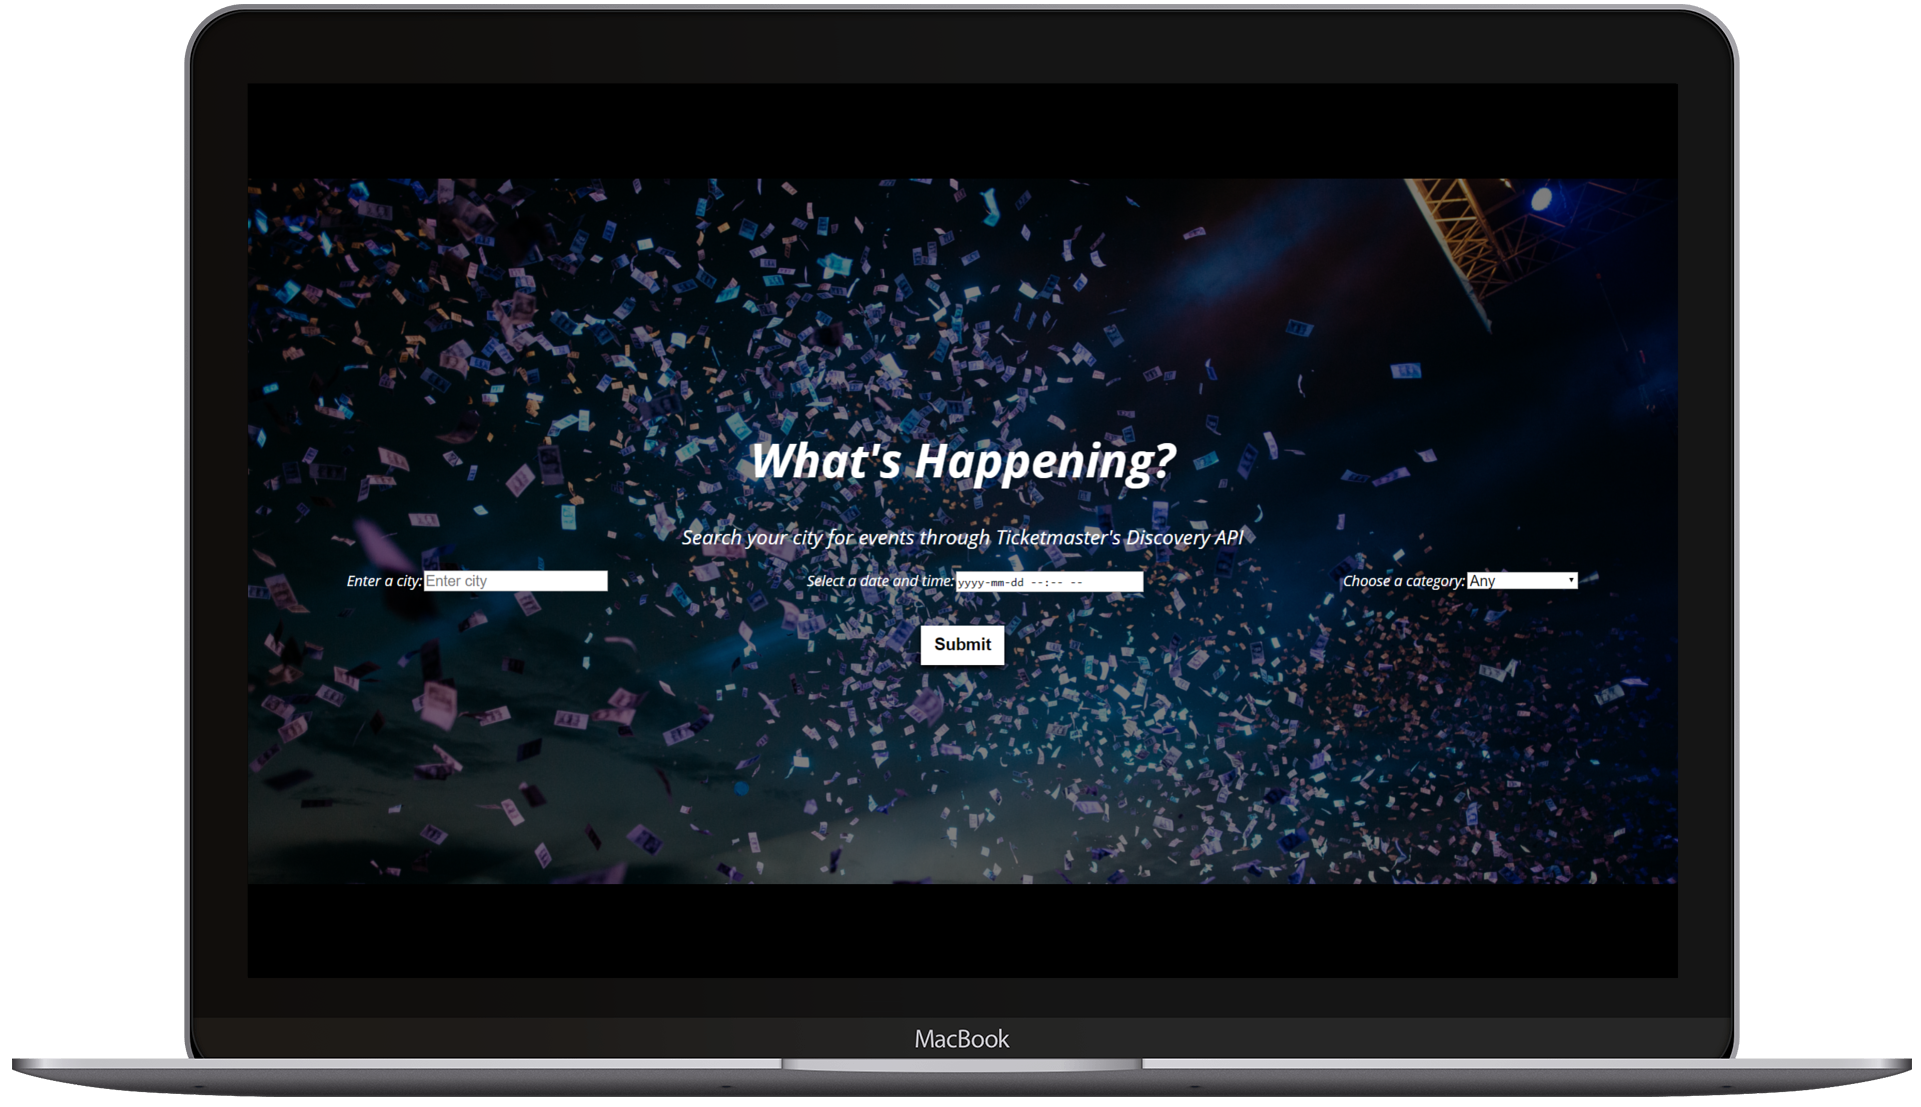 What's Happening?
Search your city for events through Ticketmaster's Discovery API
Enter a city: Enter city Select a date and time: yyyy-mm-dd --:-- -- Choose a category: Any
Submit
MacBook